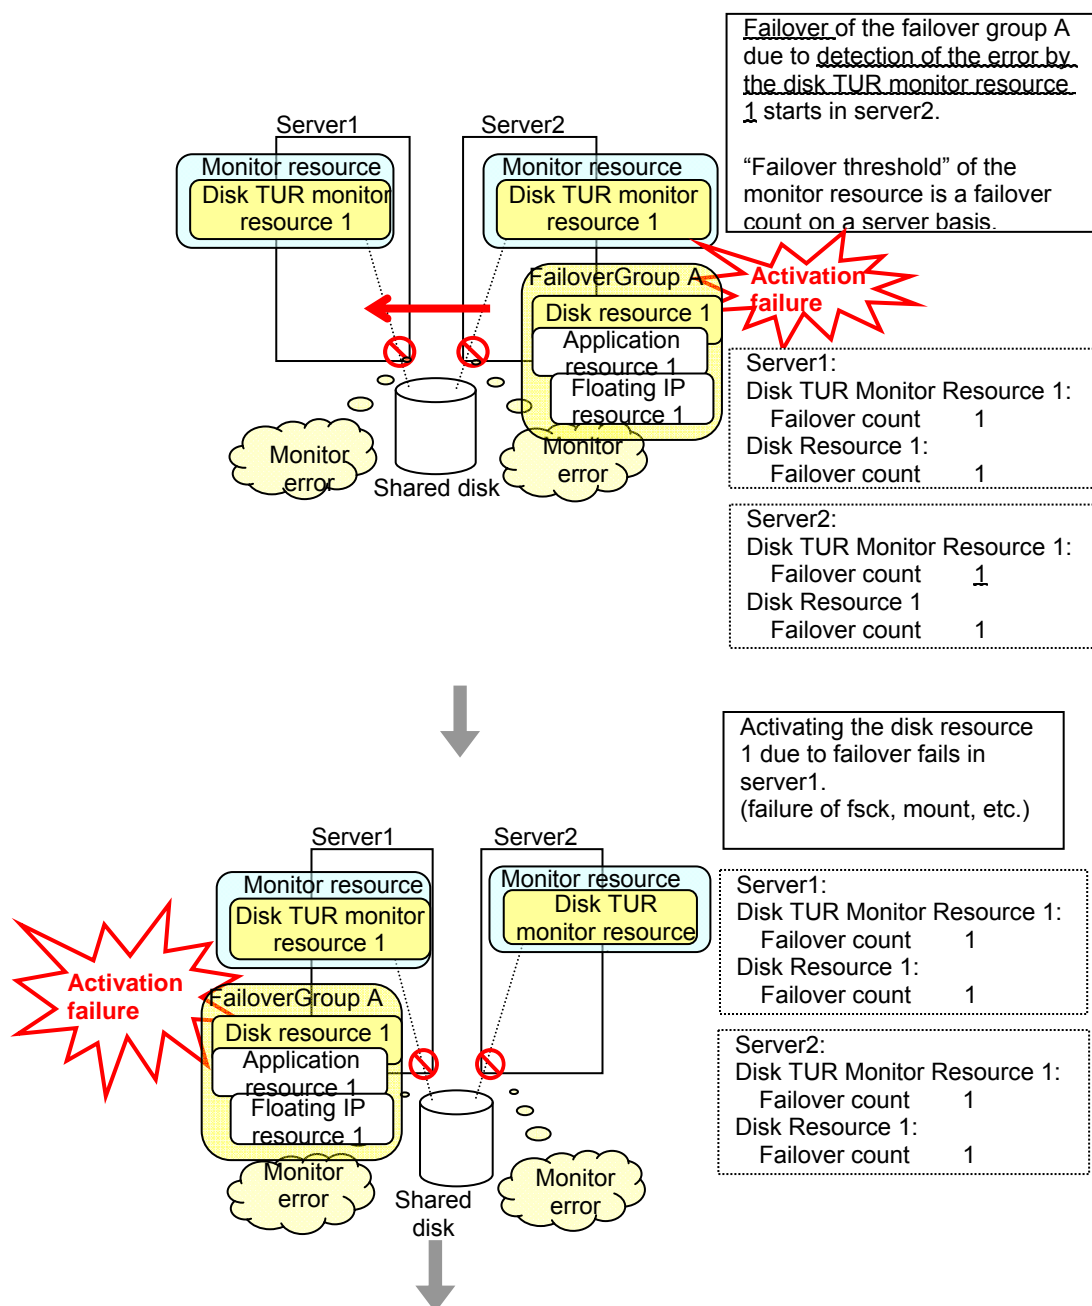 Failover of the failover group A
due to detection of the error by
the disk TUR monitor resource
1 starts in server2.
“Failover threshold” of the
monitor resource is a failover
count on a server basis.
Server1
Server2
Monitor resource
Disk TUR monitor
resource 1
Monitor resource
Disk TUR monitor
resource 1
FailoverGroup A
Disk resource 1
Application
resource 1
Floating IP
resource 1
Activation
failure
Monitor
error
Shared disk
Monitor
error
Server1:
Disk TUR Monitor Resource 1:
Failover count 1
Disk Resource 1:
Failover count 1
Server2:
Disk TUR Monitor Resource 1:
Failover count 1
Disk Resource 1
Failover count 1
Activating the disk resource
1 due to failover fails in
server1.
(failure of fsck, mount, etc.)
Server1
Server2
Monitor resource
Disk TUR monitor
resource 1
Monitor resource
Disk TUR
monitor resource
Activation
failure
FailoverGroup A
Disk resource 1
Application
resource 1
Floating IP
resource 1
Monitor
error
Shared
disk
Monitor
error
Server1:
Disk TUR Monitor Resource 1:
Failover count 1
Disk Resource 1:
Failover count 1
Server2:
Disk TUR Monitor Resource 1:
Failover count 1
Disk Resource 1:
Failover count 1